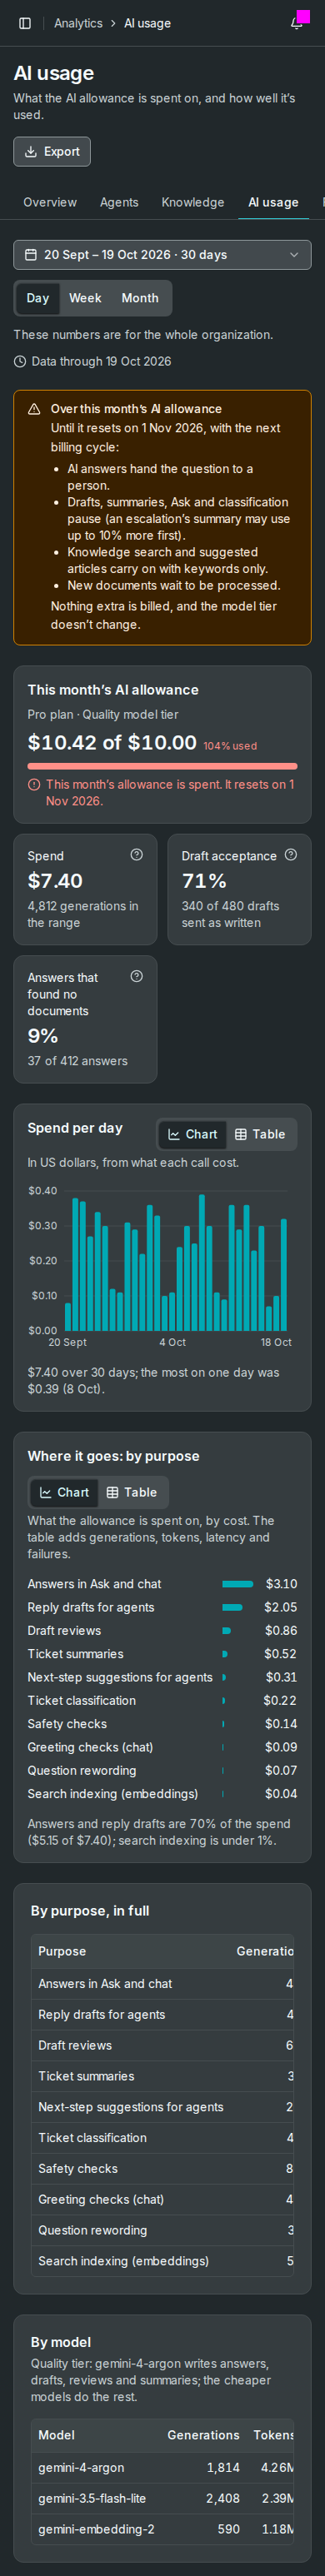 Analytics > AI usage
AI usage
What the AI allowance is spent on, and how well it's
used.
Export
Overview Agents Knowledge AI usage
20 Sept – 19 Oct 2026 · 30 days
Day Week Month
These numbers are for the whole organization.
Data through 19 Oct 2026
Over this month's AI allowance
Until it resets on 1 Nov 2026, with the next
billing cycle:
• AI answers hand the question to a
person.
• Drafts, summaries, Ask and classification
pause (an escalation's summary may use
up to 10% more first).
• Knowledge search and suggested
articles carry on with keywords only.
• New documents wait to be processed.
Nothing extra is billed, and the model tier
doesn't change.
This month's AI allowance
Pro plan · Quality model tier
$10.42 of $10.00 104% used
This month's allowance is spent. It resets on 1
Nov 2026.
Spend
$7.40
4,812 generations in
the range
Draft acceptance
71%
340 of 480 drafts
sent as written
Answers that
found no
documents
9%
37 of 412 answers
Spend per day
Chart Table
In US dollars, from what each call cost.
$0.40
$0.30
$0.20
$0.10
$0.00
20 Sept 4 Oct 18 Oct
$7.40 over 30 days; the most on one day was
$0.39 (8 Oct).
Where it goes: by purpose
Chart Table
What the allowance is spent on, by cost. The
table adds generations, tokens, latency and
failures.
Answers in Ask and chat $3.10
Reply drafts for agents $2.05
Draft reviews $0.86
Ticket summaries $0.52
Next-step suggestions for agents $0.31
Ticket classification $0.22
Safety checks $0.14
Greeting checks (chat) $0.09
Question rewording $0.07
Search indexing (embeddings) $0.04
Answers and reply drafts are 70% of the spend
($5.15 of $7.40); search indexing is under 1%.
By purpose, in full
Purpose Generatio
Answers in Ask and chat 4
Reply drafts for agents 4
Draft reviews 6
Ticket summaries 3
Next-step suggestions for agents 2
Ticket classification 4
Safety checks 8
Greeting checks (chat) 4
Question rewording 3
Search indexing (embeddings) 5
By model
Quality tier: gemini-4-argon writes answers,
drafts, reviews and summaries; the cheaper
models do the rest.
Model Generations Tokens
gemini-4-argon 1,814 4.26M
gemini-3.5-flash-lite 2,408 2.39M
gemini-embedding-2 590 1.18M